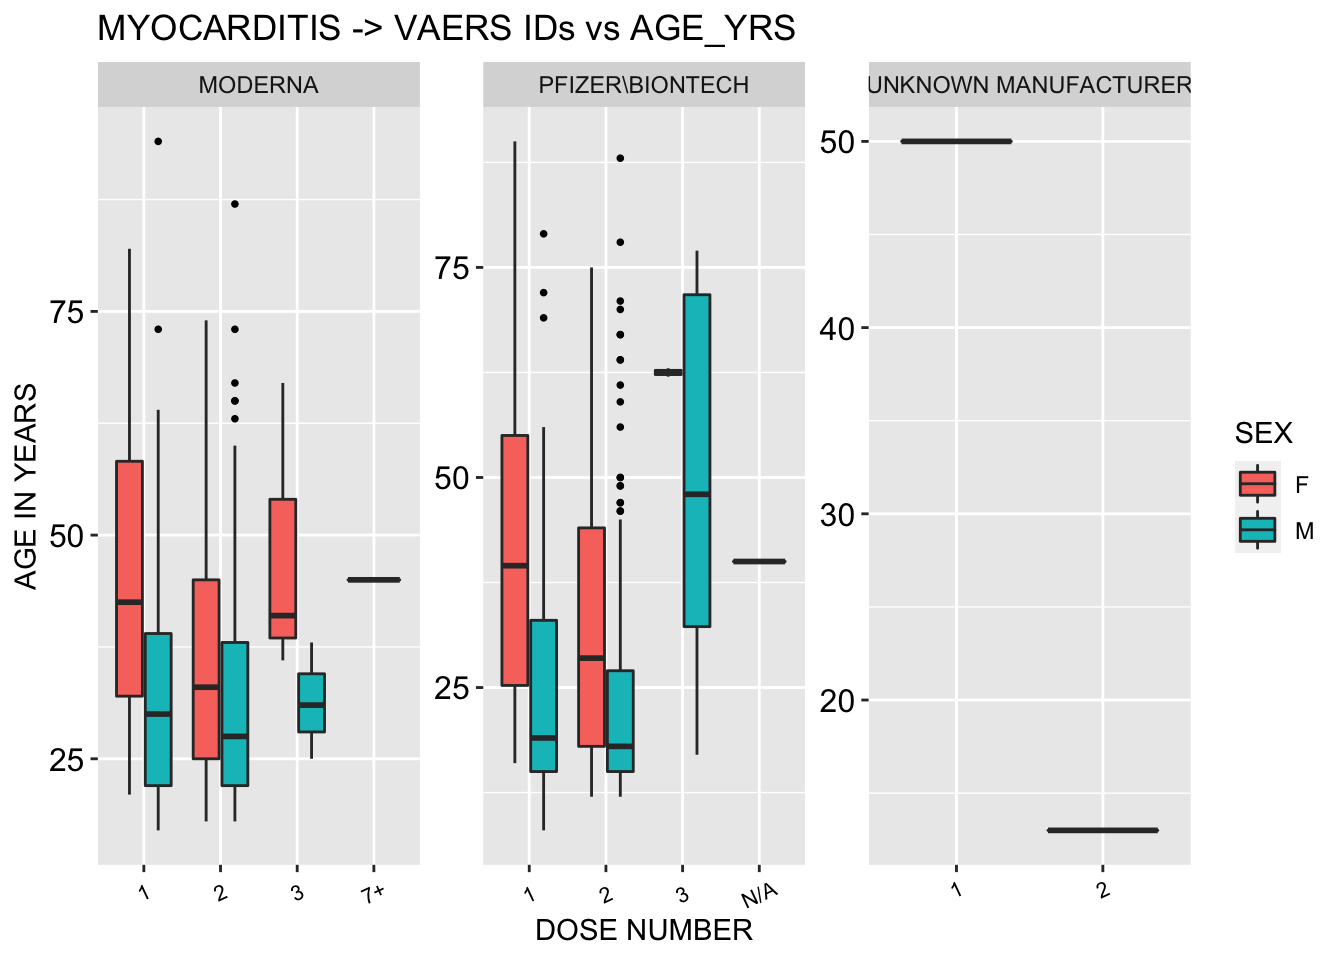 MYOCARDITIS -> VAERS IDs vs AGE_YRS
MODERNA
PFIZER\BIONTECH
UNKNOWN MANUFACTURER
AGE IN YEARS
75
50
25
75
50
25
50
40
30
20
1 2 3 7+
1 2 3 N/A
1 2
DOSE NUMBER
SEX
F
M